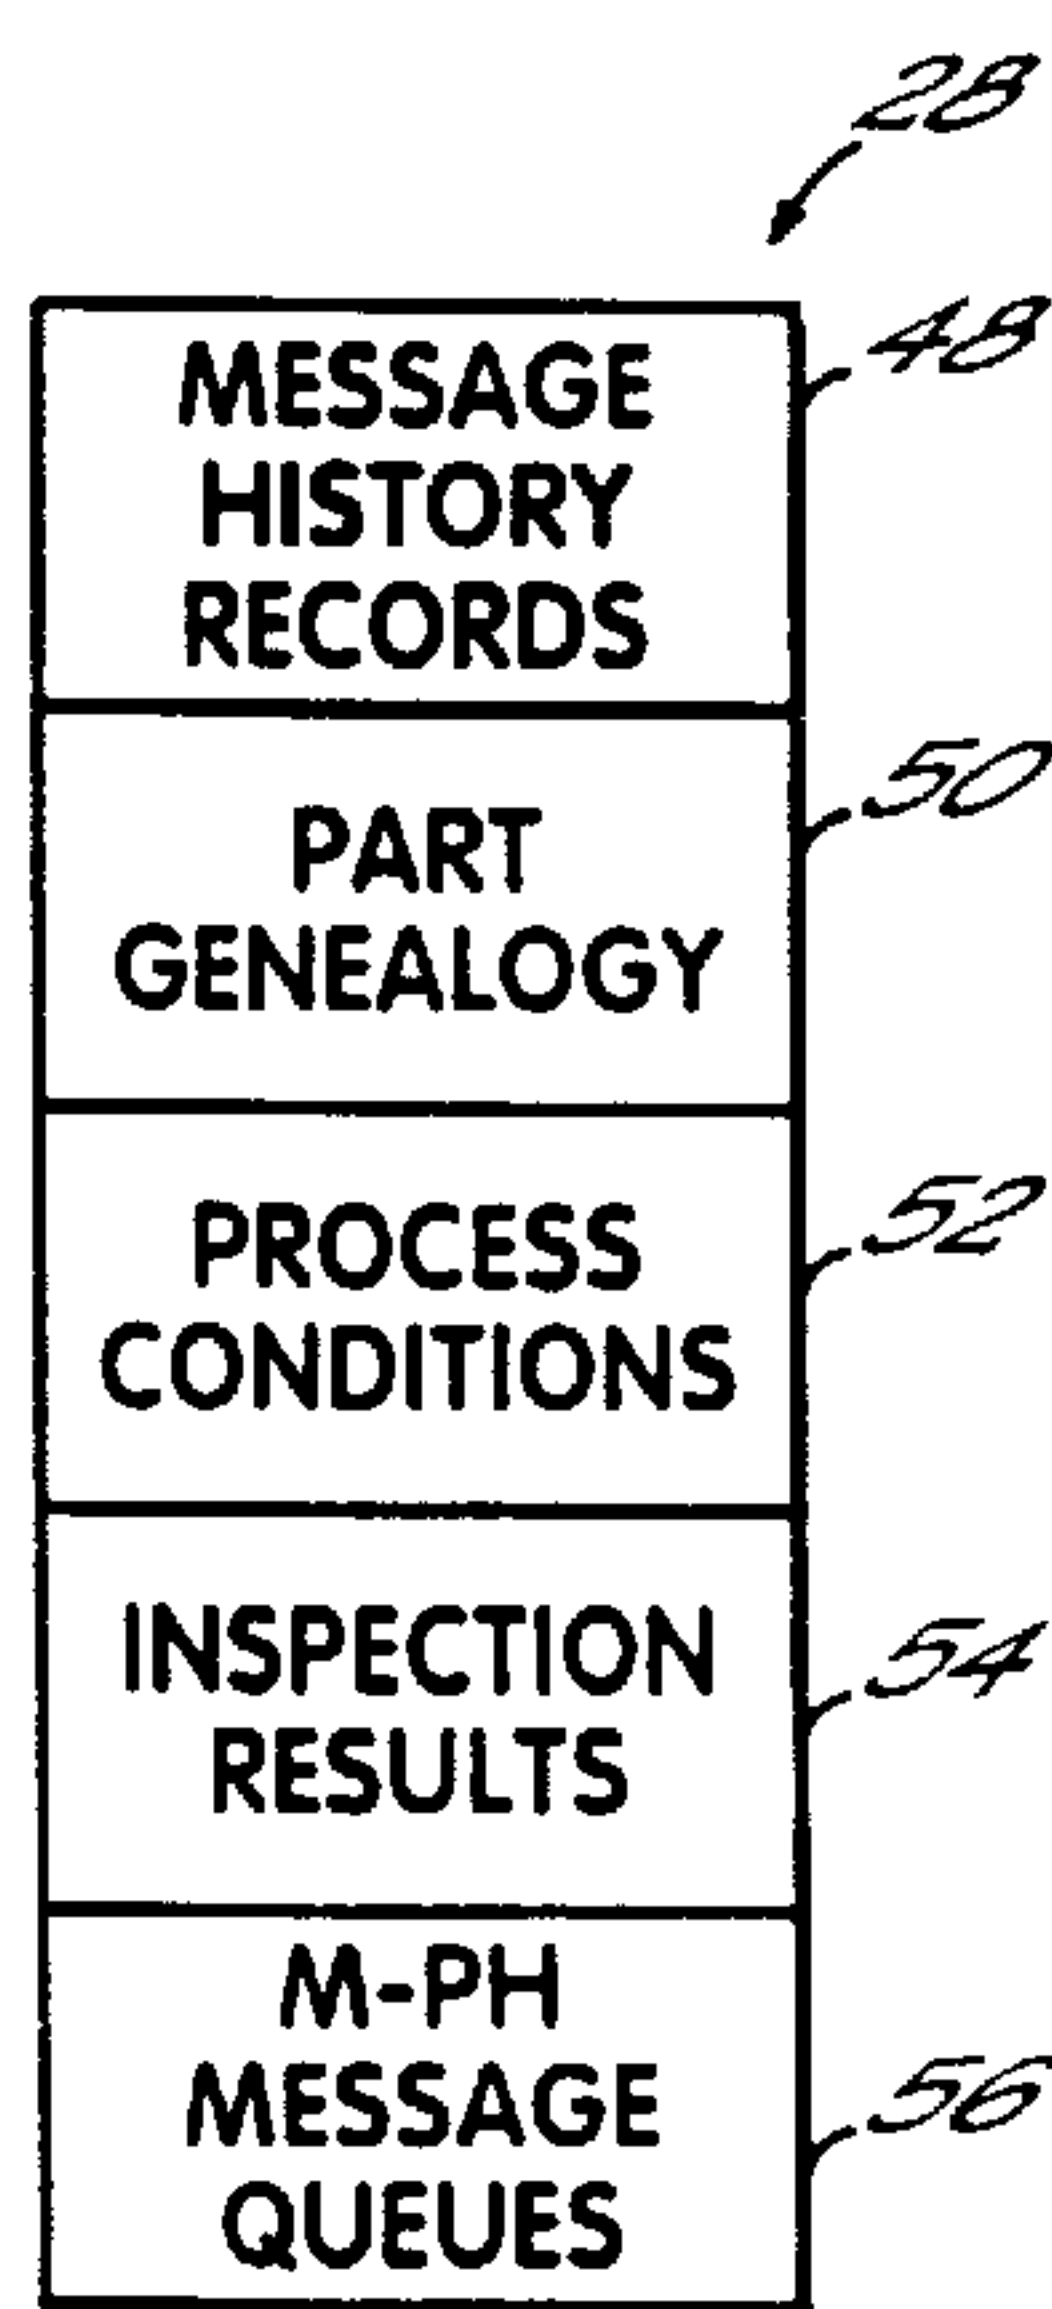 28
MESSAGE
HISTORY
RECORDS
48
PART
GENEALOGY
50
PROCESS
CONDITIONS
52
INSPECTION
RESULTS
54
M-PH
MESSAGE
QUEUES
56